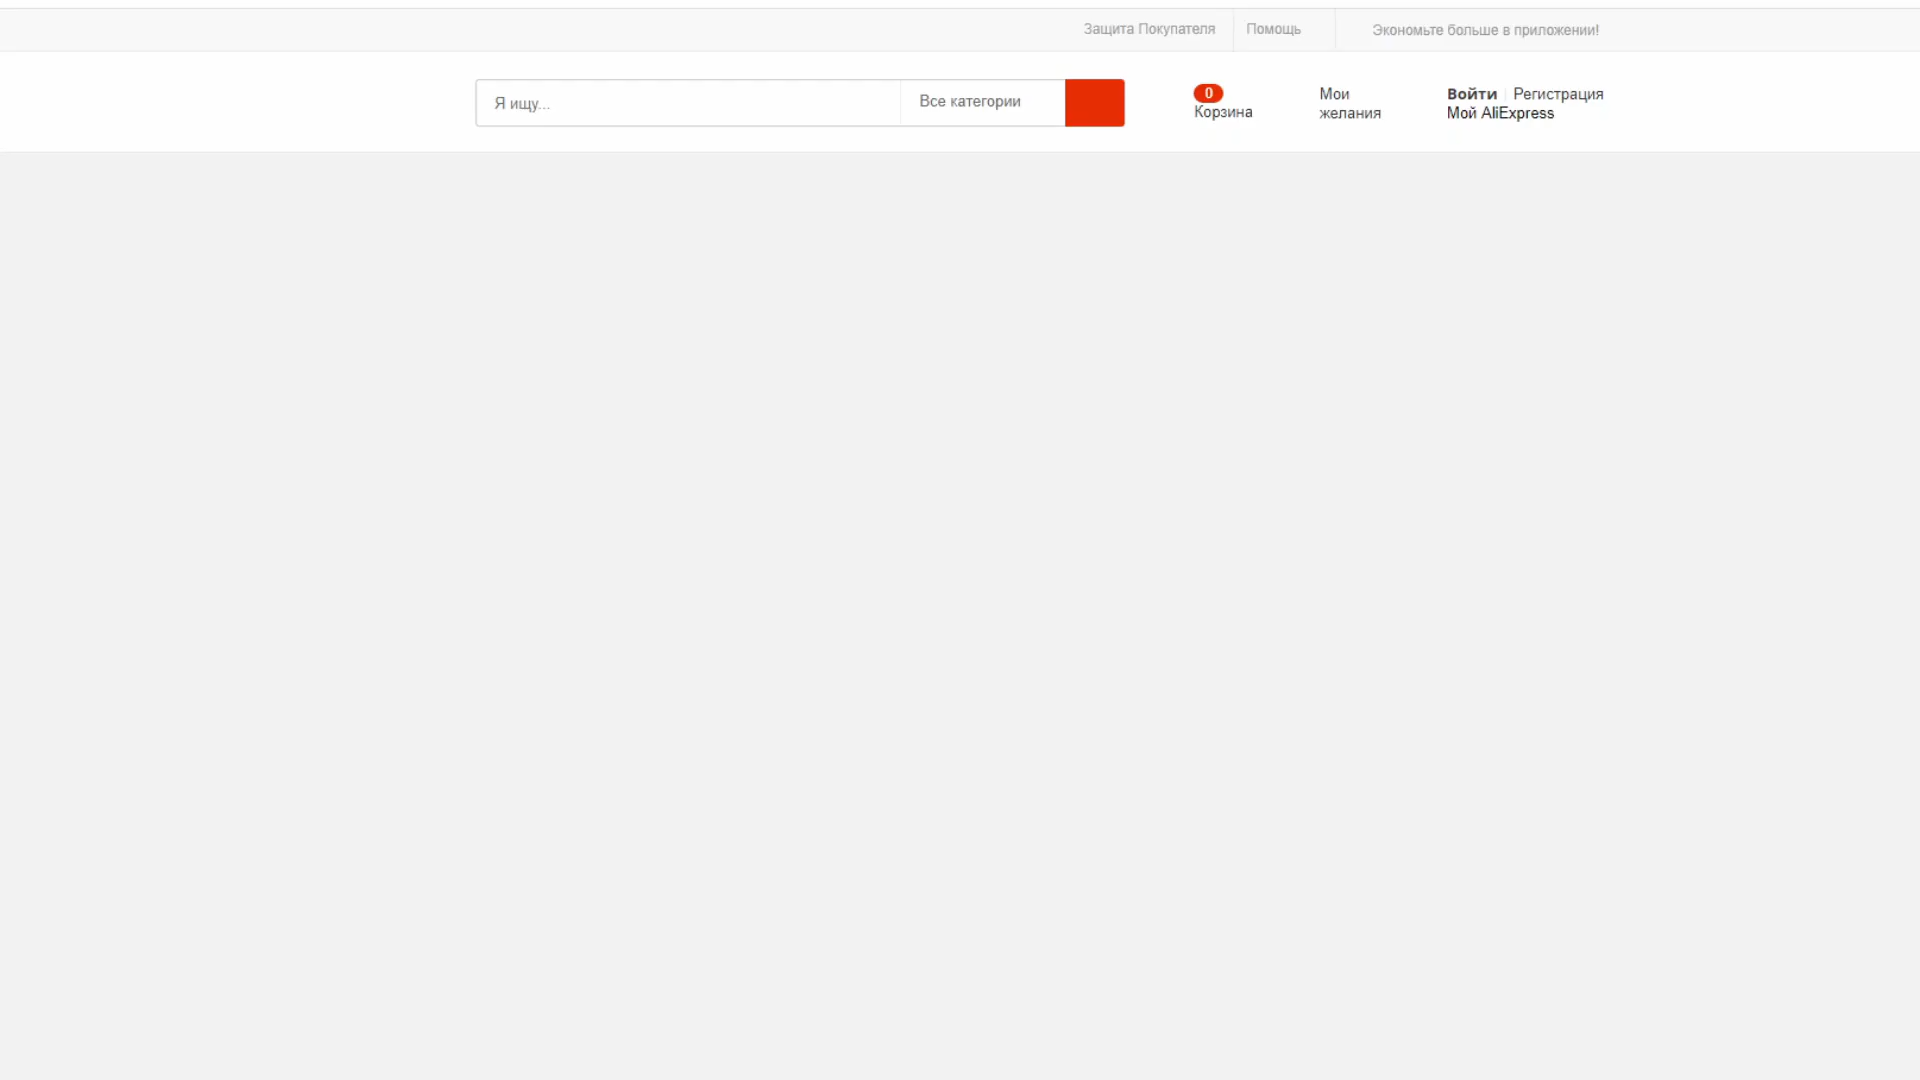 Защита Покупателя
Помощь
Экономьте больше в приложении!
Я ищу...
Все категории
0
Корзина
Мои
желания
Войти Регистрация
Мой AliExpress